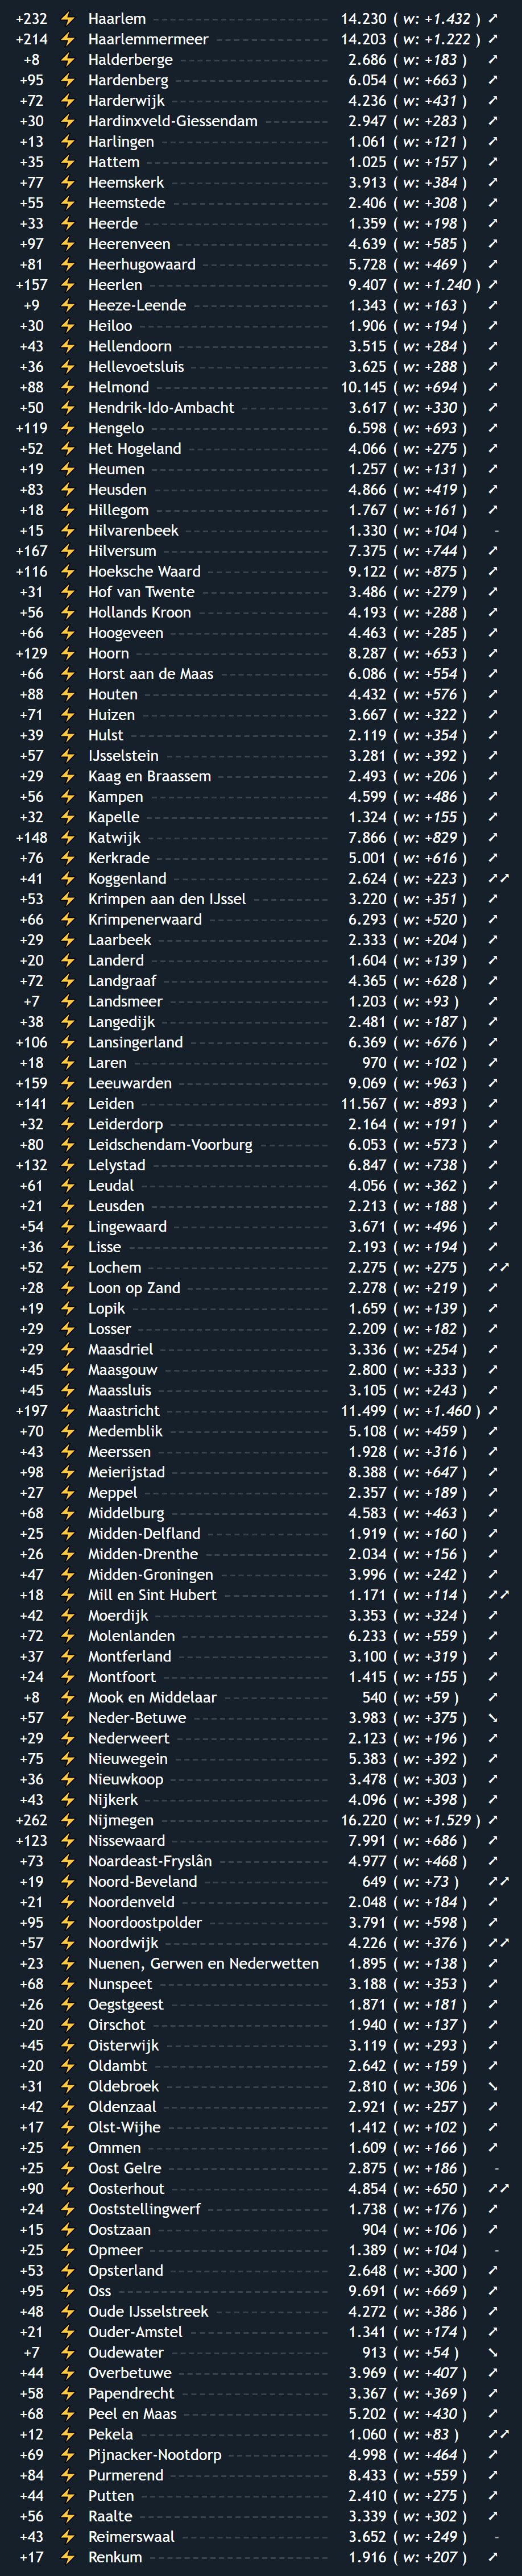 +232 ⚡ Haarlem 14.230 ( w: +1.432 ) ↗
+214 ⚡ Haarlemmermeer 14.203 ( w: +1.222 ) ↗
+8 ⚡ Halderberge 2.686 ( w: +183 ) ↗
+95 ⚡ Hardenberg 6.054 ( w: +663 ) ↗
+72 ⚡ Harderwijk 4.236 ( w: +431 ) ↗
+30 ⚡ Hardinxveld-Giessendam 2.947 ( w: +283 ) ↗
+13 ⚡ Harlingen 1.061 ( w: +121 ) ↗
+35 ⚡ Hattem 1.025 ( w: +157 ) ↗
+77 ⚡ Heemskerk 3.913 ( w: +384 ) ↗
+55 ⚡ Heemstede 2.406 ( w: +308 ) ↗
+33 ⚡ Heerde 1.359 ( w: +198 ) ↗
+97 ⚡ Heerenveen 4.639 ( w: +585 ) ↗
+81 ⚡ Heerhugowaard 5.728 ( w: +469 ) ↗
+157 ⚡ Heerlen 9.407 ( w: +1.240 ) ↗
+9 ⚡ Heeze-Leende 1.343 ( w: +163 ) ↗
+30 ⚡ Heiloo 1.906 ( w: +194 ) ↗
+43 ⚡ Hellendoorn 3.515 ( w: +284 ) ↗
+36 ⚡ Hellevoetsluis 3.625 ( w: +288 ) ↗
+88 ⚡ Helmond 10.145 ( w: +694 ) ↗
+50 ⚡ Hendrik-Ido-Ambacht 3.617 ( w: +330 ) ↗
+119 ⚡ Hengelo 6.598 ( w: +693 ) ↗
+52 ⚡ Het Hogeland 4.066 ( w: +275 ) ↗
+19 ⚡ Heumen 1.257 ( w: +131 ) ↗
+83 ⚡ Heusden 4.866 ( w: +419 ) ↗
+18 ⚡ Hillegom 1.767 ( w: +161 ) ↗
+15 ⚡ Hilvarenbeek 1.330 ( w: +104 ) -
+167 ⚡ Hilversum 7.375 ( w: +744 ) ↗
+116 ⚡ Hoeksche Waard 9.122 ( w: +875 ) ↗
+31 ⚡ Hof van Twente 3.486 ( w: +279 ) ↗
+56 ⚡ Hollands Kroon 4.193 ( w: +288 ) ↗
+66 ⚡ Hoogeveen 4.463 ( w: +285 ) ↗
+129 ⚡ Hoorn 8.287 ( w: +653 ) ↗
+66 ⚡ Horst aan de Maas 6.086 ( w: +554 ) ↗
+88 ⚡ Houten 4.432 ( w: +576 ) ↗
+71 ⚡ Huizen 3.667 ( w: +322 ) ↗
+39 ⚡ Hulst 2.119 ( w: +354 ) ↗
+57 ⚡ IJsselstein 3.281 ( w: +392 ) ↗
+29 ⚡ Kaag en Braassem 2.493 ( w: +206 ) ↗
+56 ⚡ Kampen 4.599 ( w: +486 ) ↗
+32 ⚡ Kapelle 1.324 ( w: +155 ) ↗
+148 ⚡ Katwijk 7.866 ( w: +829 ) ↗
+76 ⚡ Kerkrade 5.001 ( w: +616 ) ↗
+41 ⚡ Koggenland 2.624 ( w: +223 ) ↗↗
+53 ⚡ Krimpen aan den IJssel 3.220 ( w: +351 ) ↗
+66 ⚡ Krimpenerwaard 6.293 ( w: +520 ) ↗
+29 ⚡ Laarbeek 2.333 ( w: +204 ) ↗
+20 ⚡ Landerd 1.604 ( w: +139 ) ↗
+72 ⚡ Landgraaf 4.365 ( w: +628 ) ↗
+7 ⚡ Landsmeer 1.203 ( w: +93 ) ↗
+38 ⚡ Langedijk 2.481 ( w: +187 ) ↗
+106 ⚡ Lansingerland 6.369 ( w: +676 ) ↗
+18 ⚡ Laren 970 ( w: +102 ) ↗
+159 ⚡ Leeuwarden 9.069 ( w: +963 ) ↗
+141 ⚡ Leiden 11.567 ( w: +893 ) ↗
+32 ⚡ Leiderdorp 2.164 ( w: +191 ) ↗
+80 ⚡ Leidschendam-Voorburg 6.053 ( w: +573 ) ↗
+132 ⚡ Lelystad 6.847 ( w: +738 ) ↗
+61 ⚡ Leudal 4.056 ( w: +362 ) ↗
+21 ⚡ Leusden 2.213 ( w: +188 ) ↗
+54 ⚡ Lingewaard 3.671 ( w: +496 ) ↗
+36 ⚡ Lisse 2.193 ( w: +194 ) ↗
+52 ⚡ Lochem 2.275 ( w: +275 ) ↗↗
+28 ⚡ Loon op Zand 2.278 ( w: +219 ) ↗
+19 ⚡ Lopik 1.659 ( w: +139 ) ↗
+29 ⚡ Losser 2.209 ( w: +182 ) ↗
+29 ⚡ Maasdriel 3.336 ( w: +254 ) ↗
+45 ⚡ Maasgouw 2.800 ( w: +333 ) ↗
+45 ⚡ Maassluis 3.105 ( w: +243 ) ↗
+197 ⚡ Maastricht 11.499 ( w: +1.460 ) ↗
+70 ⚡ Medemblik 5.108 ( w: +459 ) ↗
+43 ⚡ Meerssen 1.928 ( w: +316 ) ↗
+98 ⚡ Meierijstad 8.388 ( w: +647 ) ↗
+27 ⚡ Meppel 2.357 ( w: +189 ) ↗
+68 ⚡ Middelburg 4.583 ( w: +463 ) ↗
+25 ⚡ Midden-Delfland 1.919 ( w: +160 ) ↗
+26 ⚡ Midden-Drenthe 2.034 ( w: +156 ) ↗
+47 ⚡ Midden-Groningen 3.996 ( w: +242 ) ↗
+18 ⚡ Mill en Sint Hubert 1.171 ( w: +114 ) ↗↗
+42 ⚡ Moerdijk 3.353 ( w: +324 ) ↗
+72 ⚡ Molenlanden 6.233 ( w: +559 ) ↗
+37 ⚡ Montferland 3.100 ( w: +319 ) ↗
+24 ⚡ Montfoort 1.415 ( w: +155 ) ↗
+8 ⚡ Mook en Middelaar 540 ( w: +59 ) ↗
+57 ⚡ Neder-Betuwe 3.983 ( w: +375 ) ↘
+29 ⚡ Nederweert 2.123 ( w: +196 ) ↗
+75 ⚡ Nieuwegein 5.383 ( w: +392 ) ↗
+36 ⚡ Nieuwkoop 3.478 ( w: +303 ) ↗
+43 ⚡ Nijkerk 4.096 ( w: +398 ) ↗
+262 ⚡ Nijmegen 16.220 ( w: +1.529 ) ↗
+123 ⚡ Nissewaard 7.991 ( w: +686 ) ↗
+73 ⚡ Noardeast-Fryslân 4.977 ( w: +468 ) ↗
+19 ⚡ Noord-Beveland 649 ( w: +73 ) ↗↗
+21 ⚡ Noordenveld 2.048 ( w: +184 ) ↗
+95 ⚡ Noordoostpolder 3.791 ( w: +598 ) ↗
+57 ⚡ Noordwijk 4.226 ( w: +376 ) ↗↗
+23 ⚡ Nuenen, Gerwen en Nederwetten 1.895 ( w: +138 ) ↗
+68 ⚡ Nunspeet 3.188 ( w: +353 ) ↗
+26 ⚡ Oegstgeest 1.871 ( w: +181 ) ↗
+20 ⚡ Oirschot 1.940 ( w: +137 ) ↗
+45 ⚡ Oisterwijk 3.119 ( w: +293 ) ↗
+20 ⚡ Oldambt 2.642 ( w: +159 ) ↗
+31 ⚡ Oldebroek 2.810 ( w: +306 ) ↘
+42 ⚡ Oldenzaal 2.921 ( w: +257 ) ↗
+17 ⚡ Olst-Wijhe 1.412 ( w: +102 ) ↗
+25 ⚡ Ommen 1.609 ( w: +166 ) ↗
+25 ⚡ Oost Gelre 2.875 ( w: +186 ) -
+90 ⚡ Oosterhout 4.854 ( w: +650 ) ↗↗
+24 ⚡ Ooststellingwerf 1.738 ( w: +176 ) ↗
+15 ⚡ Oostzaan 904 ( w: +106 ) ↗
+25 ⚡ Opmeer 1.389 ( w: +104 ) -
+53 ⚡ Opsterland 2.648 ( w: +300 ) ↗
+95 ⚡ Oss 9.691 ( w: +669 ) ↗
+48 ⚡ Oude IJsselstreek 4.272 ( w: +386 ) ↗
+21 ⚡ Ouder-Amstel 1.341 ( w: +174 ) ↗
+7 ⚡ Oudewater 913 ( w: +54 ) ↘
+44 ⚡ Overbetuwe 3.969 ( w: +407 ) ↗
+58 ⚡ Papendrecht 3.367 ( w: +369 ) ↗
+68 ⚡ Peel en Maas 5.202 ( w: +430 ) ↗
+12 ⚡ Pekela 1.060 ( w: +83 ) ↗↗
+69 ⚡ Pijnacker-Nootdorp 4.998 ( w: +464 ) ↗
+84 ⚡ Purmerend 8.433 ( w: +559 ) ↗
+44 ⚡ Putten 2.410 ( w: +275 ) ↗
+56 ⚡ Raalte 3.339 ( w: +302 ) ↗
+43 ⚡ Reimerswaal 3.652 ( w: +249 ) -
+17 ⚡ Renkum 1.916 ( w: +207 ) ↗